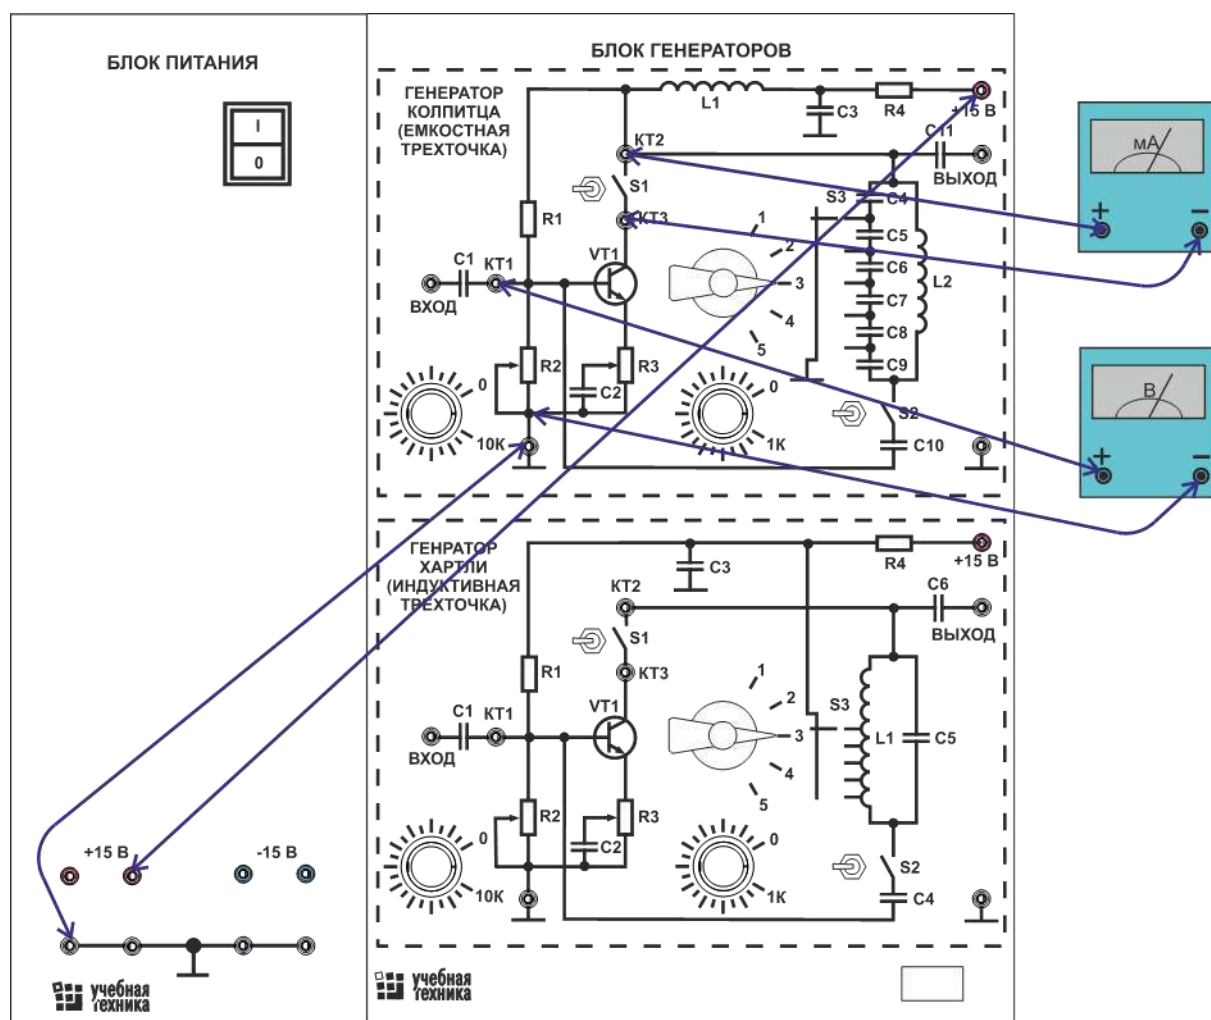 БЛОК ПИТАНИЯ
I
0
+15 В
-15 В
учебная
техника
БЛОК ГЕНЕРАТОРОВ
ГЕНЕРАТОР
КОЛПИТЦА
(ЕМКОСТНАЯ
ТРЕХТОЧКА)
L1
C3
R4
+15 В
КТ2
C11
ВЫХОД
S1
S3
C4
R1
КТ3
C5
1
2
3
4
5
VT1
C1
КТ1
ВХОД
C6
L2
C7
C8
C9
R2
R3
C2
0
10К
0
1К
S2
C10
ГЕНРАТОР
ХАРТЛИ
(ИНДУКТИВНАЯ
ТРЕХТОЧКА)
C3
R4
+15 В
КТ2
C6
ВЫХОД
S1
R1
КТ3
1
2
3
4
5
S3
L1
C5
VT1
C1
КТ1
ВХОД
R2
R3
C2
0
10К
0
1К
S2
C4
учебная
техника
мА
+ −
В
+ −